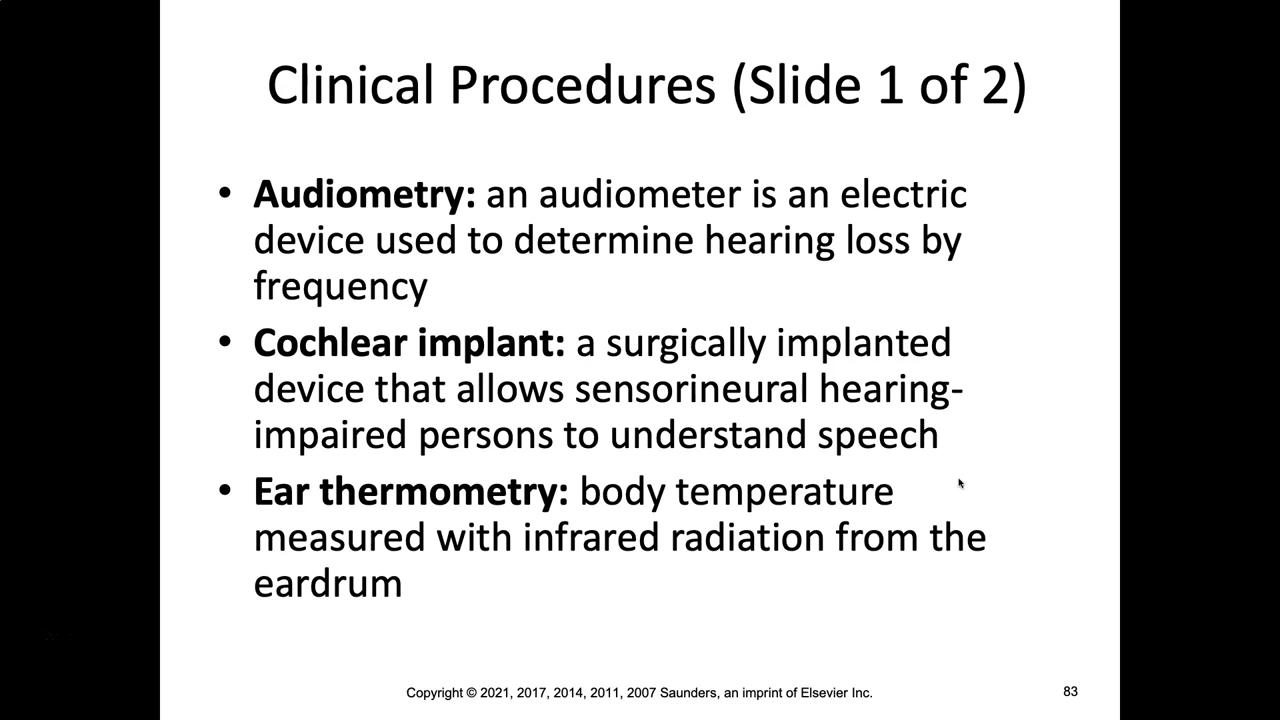 Clinical Procedures (Slide 1 of 2)
• Audiometry: an audiometer is an electric
device used to determine hearing loss by
frequency
• Cochlear implant: a surgically implanted
device that allows sensorineural hearing-
impaired persons to understand speech
• Ear thermometry: body temperature
measured with infrared radiation from the
eardrum
Copyright © 2021, 2017, 2014, 2011, 2007 Saunders, an imprint of Elsevier Inc.
83